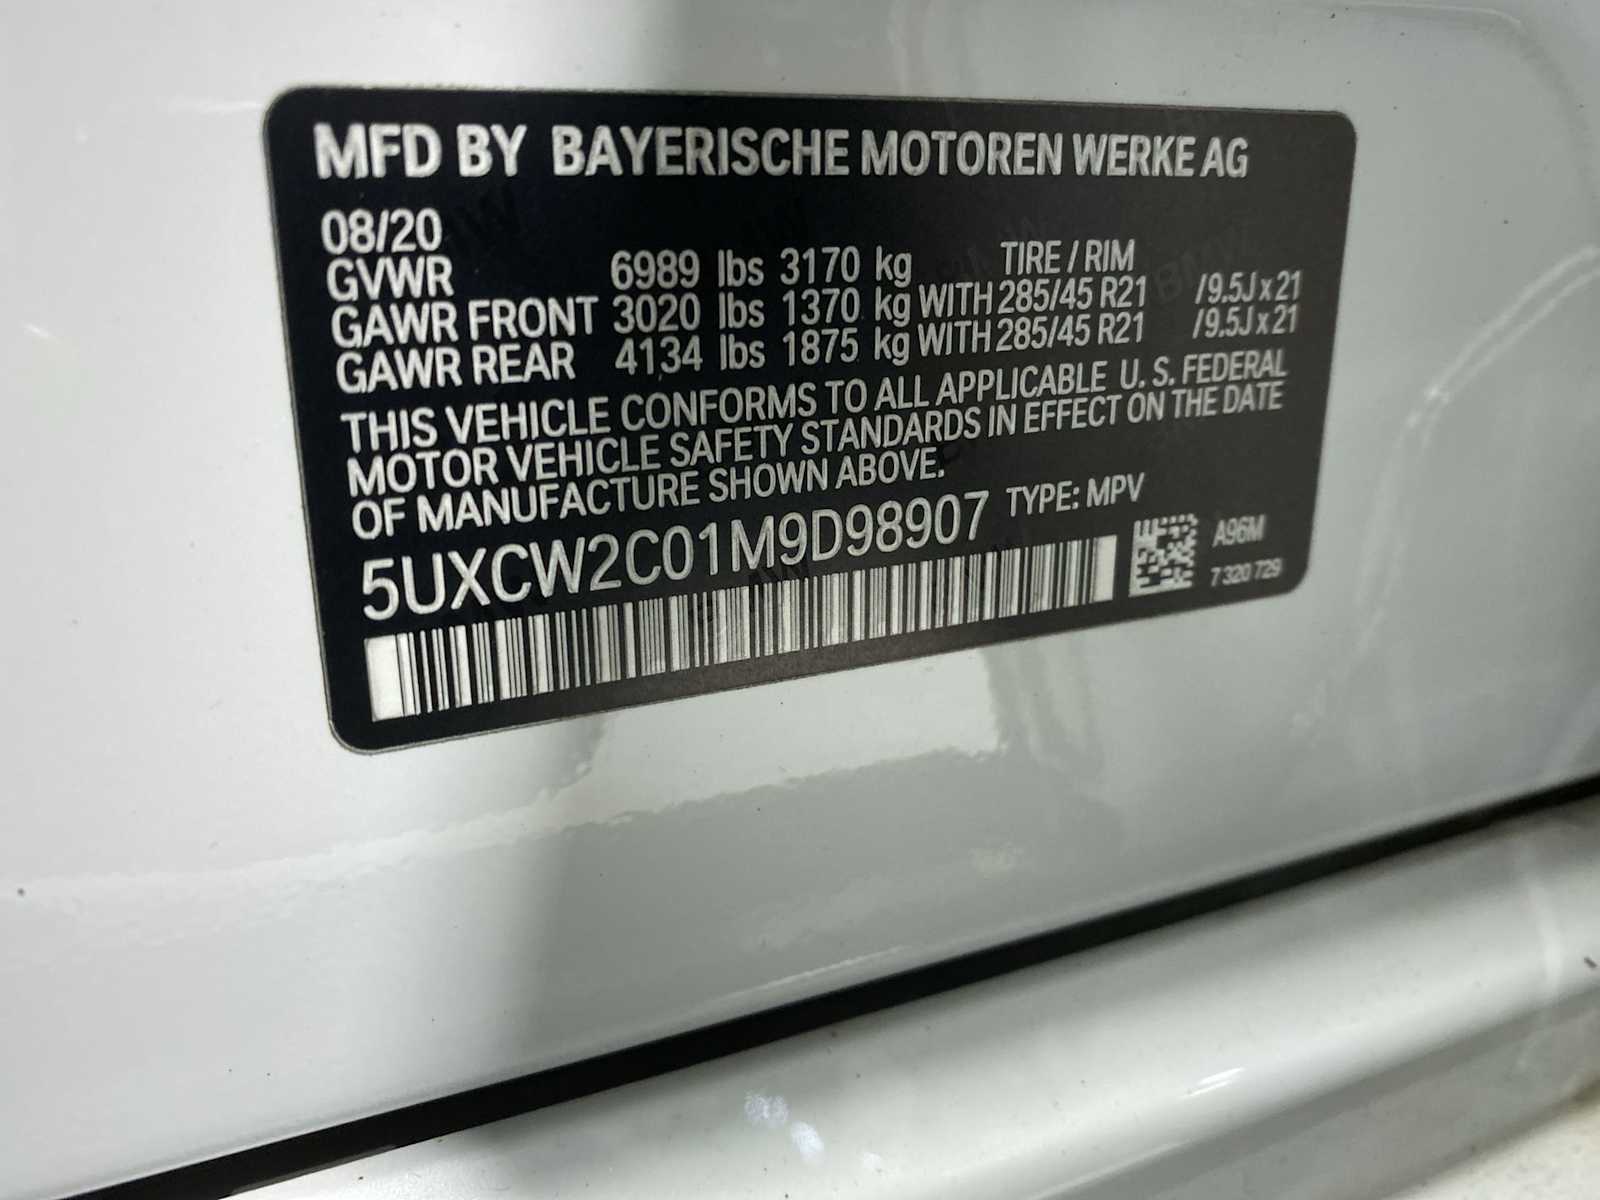 MFD BY BAYERISCHE MOTOREN WERKE AG
08/20
GVWR 6989 lbs 3170 kg TIRE / RIM
GAWR FRONT 3020 lbs 1370 kg WITH 285/45 R21 /9.5J x 21
GAWR REAR 4134 lbs 1875 kg WITH 285/45 R21 /9.5J x 21
THIS VEHICLE CONFORMS TO ALL APPLICABLE U. S. FEDERAL
MOTOR VEHICLE SAFETY STANDARDS IN EFFECT ON THE DATE
OF MANUFACTURE SHOWN ABOVE.
5UXCW2C01M9D98907 TYPE: MPV
A96M
7 320 729